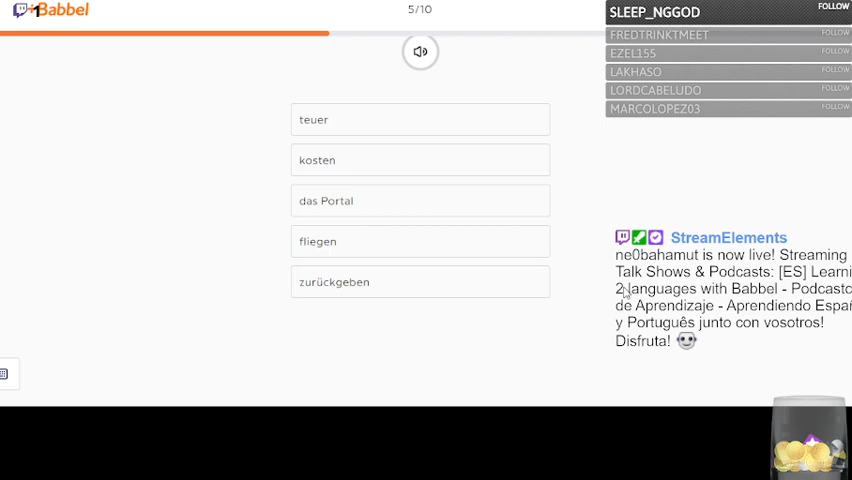 1
+Babbel
5/10
teuer
kosten
das Portal
fliegen
zurückgeben
SLEEP_NGGOD FOLLOW
FREDTRINKTMEET FOLLOW
EZEL155 FOLLOW
LAKHASO FOLLOW
LORDCABELUDO FOLLOW
MARCOLOPEZ03 FOLLOW
StreamElements
ne0bahamut is now live! Streaming
Talk Shows & Podcasts: [ES] Learni
2 languages with Babbel - Podcast
de Aprendizaje - Aprendiendo Espa
y Português junto con vosotros!
Disfruta!